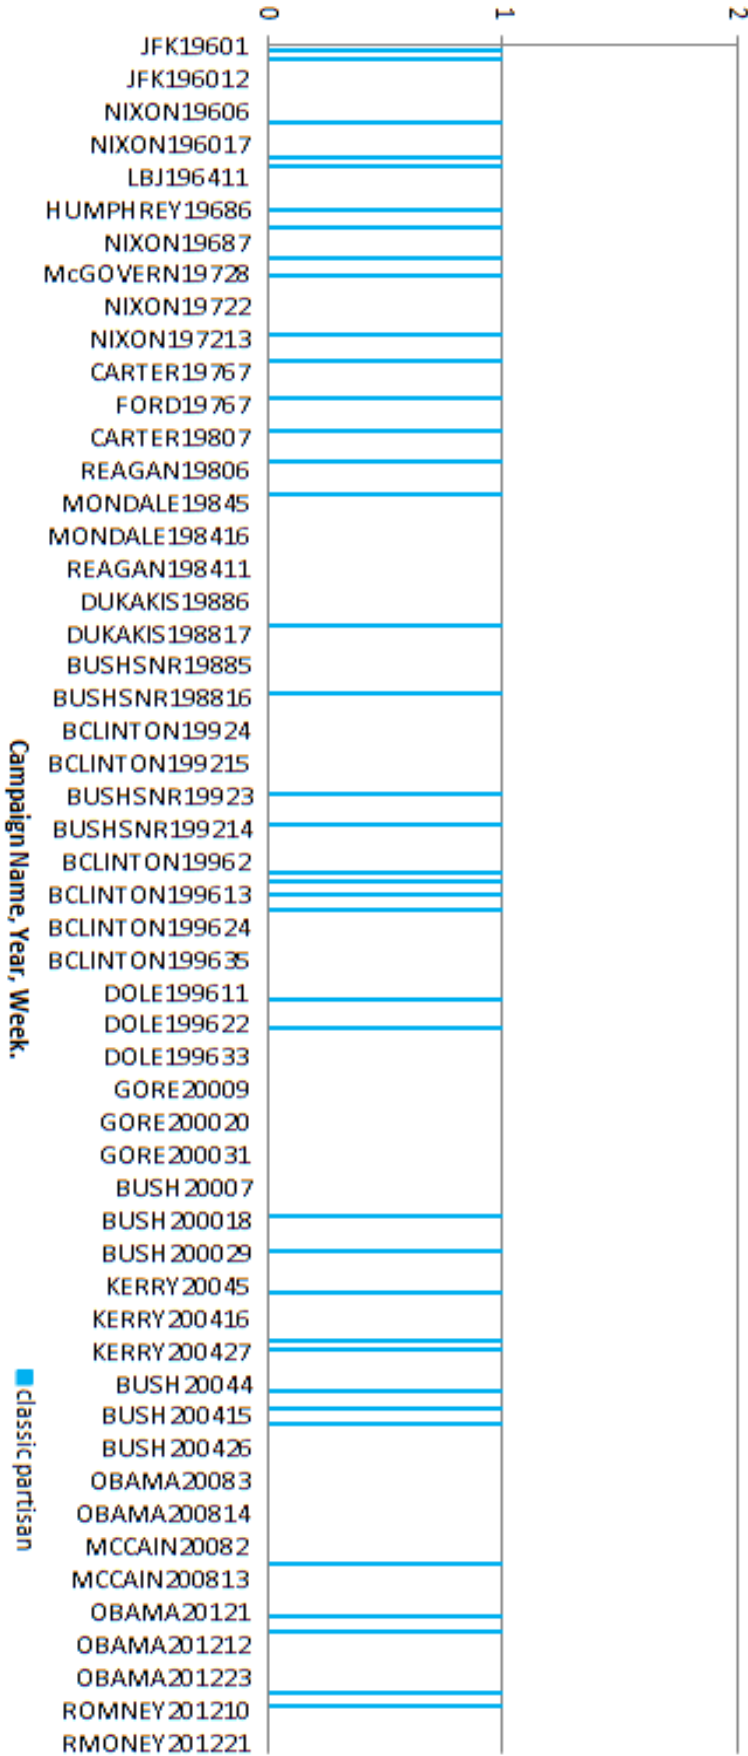 0
1
2
JFK19601
JFK196012
NIXON19606
NIXON196017
LBJ196411
HUMPHREY19686
NIXON19687
McGOVERN19728
NIXON19722
NIXON197213
CARTER19767
FORD19767
CARTER19807
REAGAN19806
MONDALE19845
MONDALE198416
REAGAN198411
DUKAKIS19886
DUKAKIS198817
BUSHSNR19885
BUSHSNR198816
BCLINTON19924
BCLINTON199215
BUSHSNR19923
BUSHSNR199214
BCLINTON19962
BCLINTON199613
BCLINTON199624
BCLINTON199635
DOLE199611
DOLE199622
DOLE199633
GORE20009
GORE200020
GORE200031
BUSH20007
BUSH200018
BUSH200029
KERRY20045
KERRY200416
KERRY200427
BUSH20044
BUSH200415
BUSH200426
OBAMA20083
OBAMA200814
MCCAIN20082
MCCAIN200813
OBAMA20121
OBAMA201212
OBAMA201223
ROMNEY201210
RMONEY201221
Campaign Name, Year, Week.
classic partisan